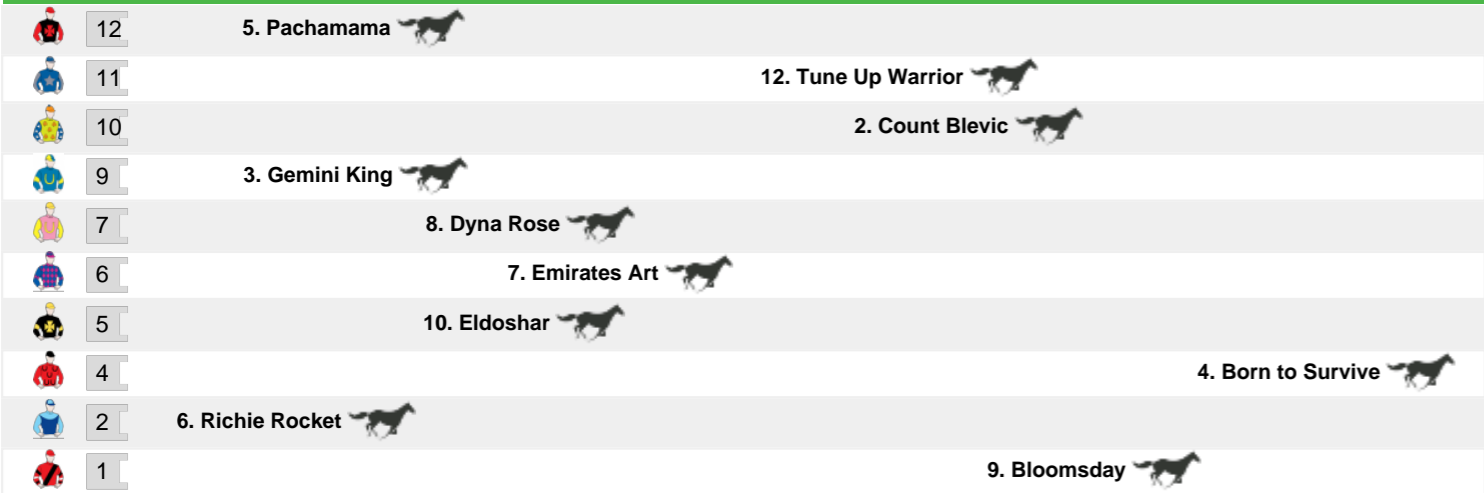 12 5. Pachamama
11 12. Tune Up Warrior
10 2. Count Blevic
9 3. Gemini King
7 8. Dyna Rose
6 7. Emirates Art
5 10. Eldoshar
4 4. Born to Survive
2 6. Richie Rocket
1 9. Bloomsday